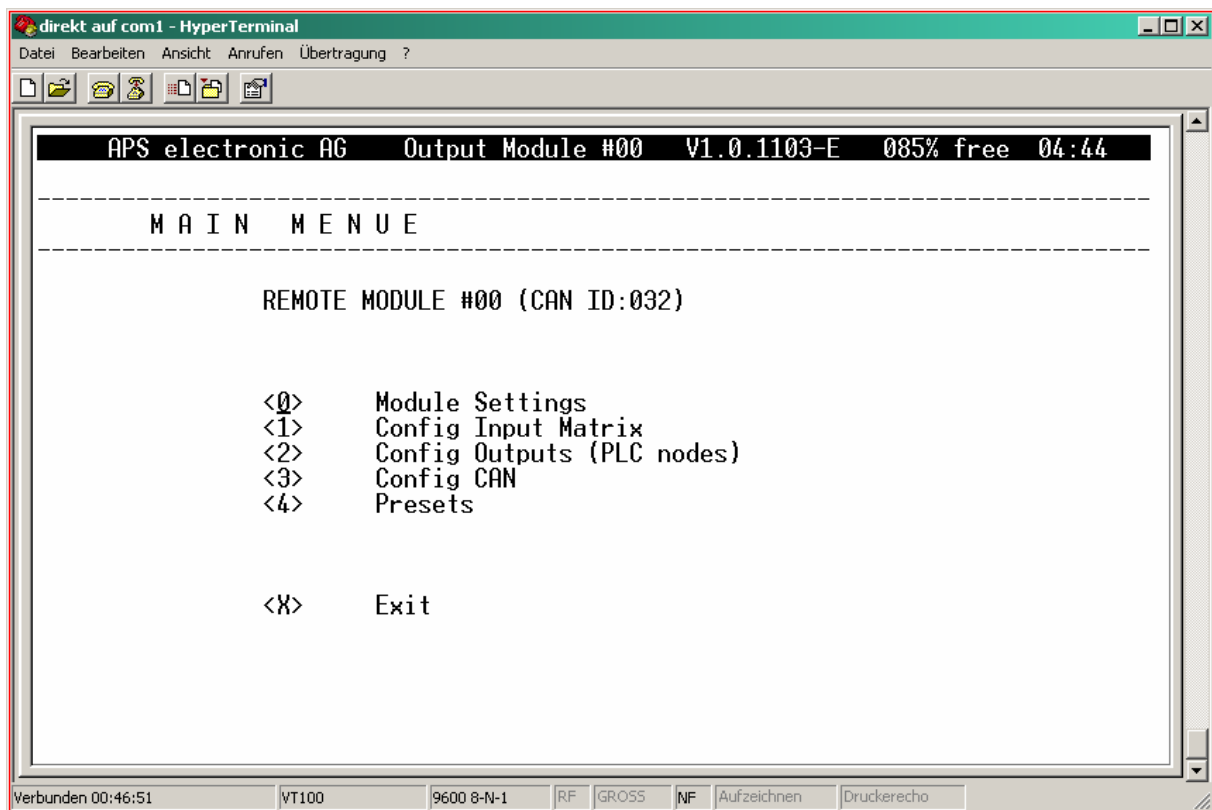 direkt auf com1 - HyperTerminal
Datei Bearbeiten Ansicht Anrufen Übertragung ?
APS electronic AG Output Module #00 V1.0.1103-E 085% free 04:44
M A I N M E N U E
REMOTE MODULE #00 (CAN ID:032)
<0> Module Settings
<1> Config Input Matrix
<2> Config Outputs (PLC nodes)
<3> Config CAN
<4> Presets
<X> Exit
Verbunden 00:46:51 VT100 9600 8-N-1 RF GROSS NF Aufzeichnen Druckerecho